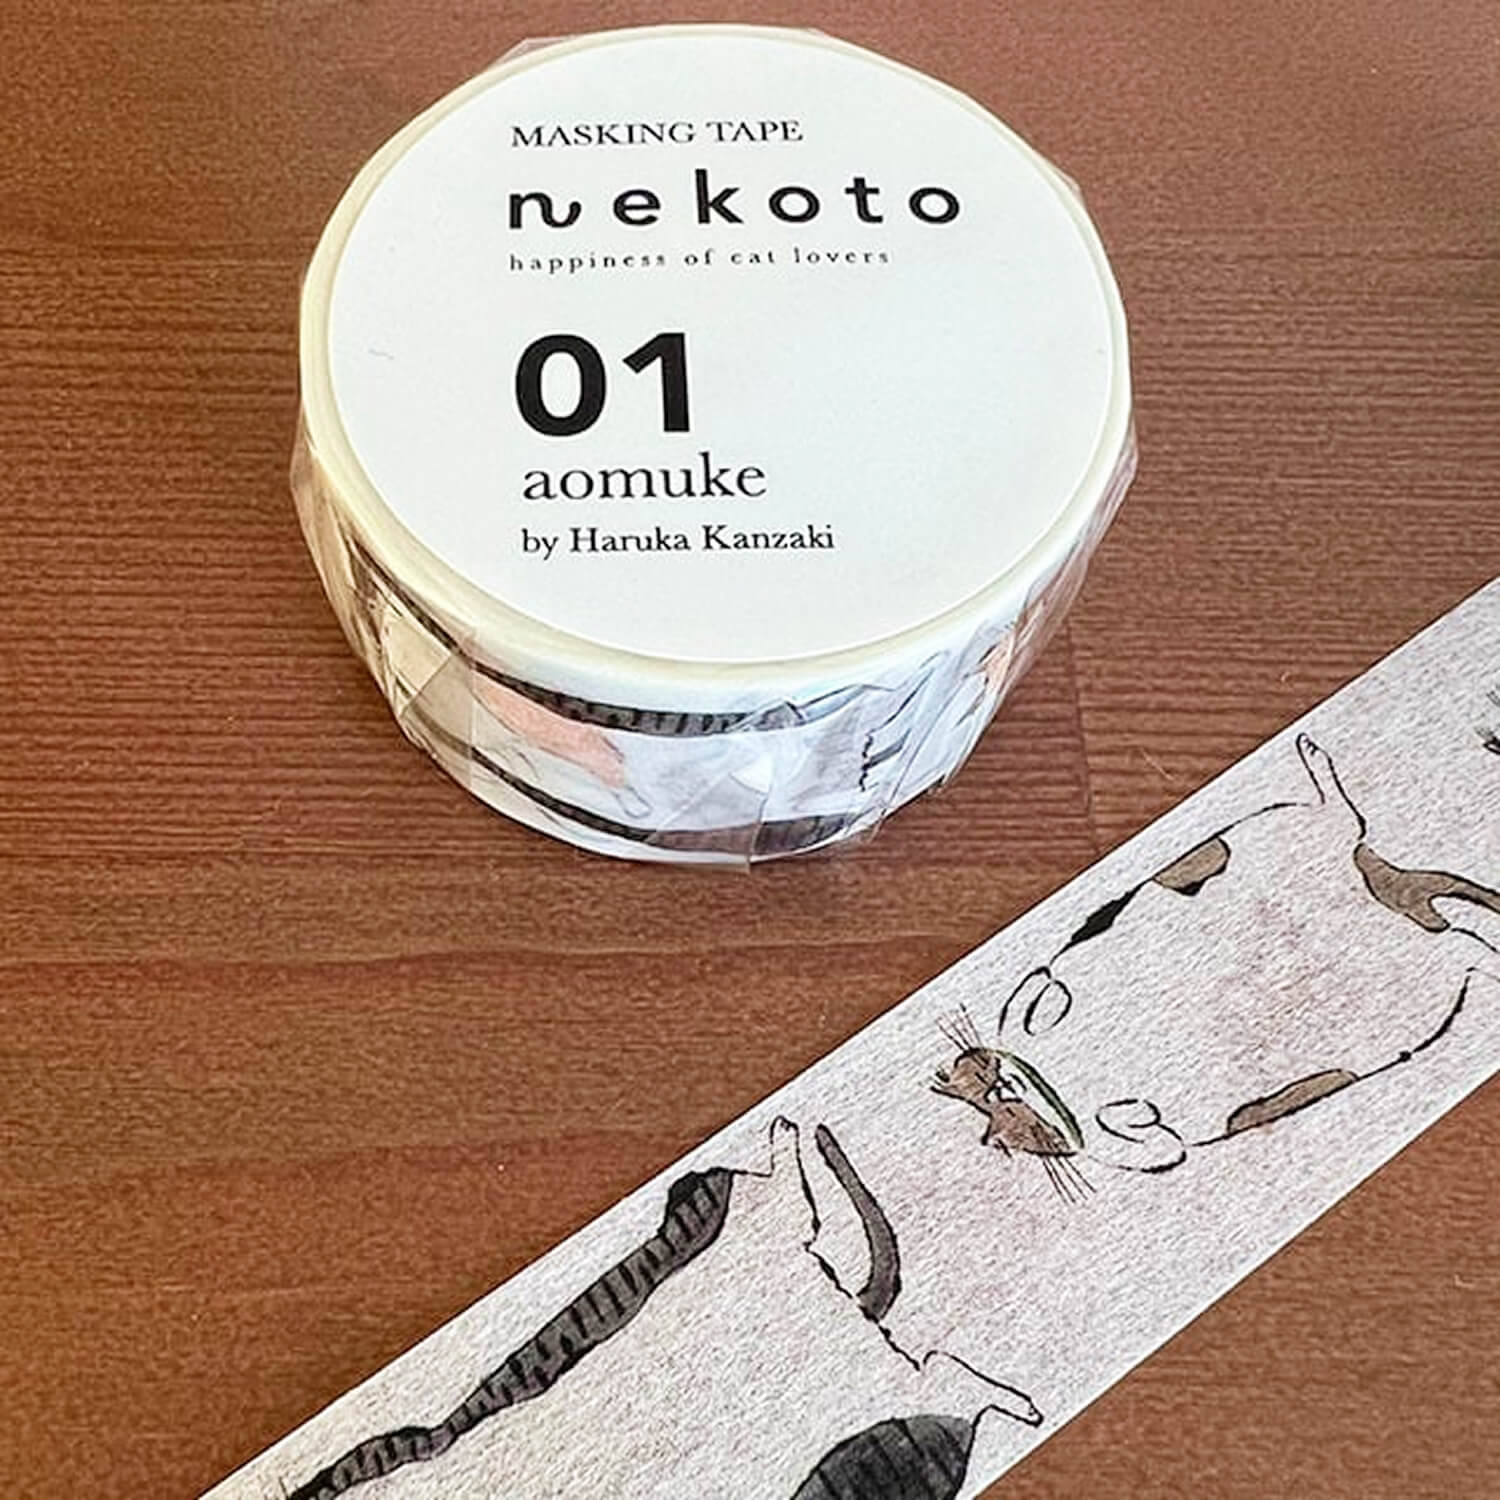 MASKING TAPE
nekoto
happiness of cat lovers
01
aomuke
by Haruka Kanzaki